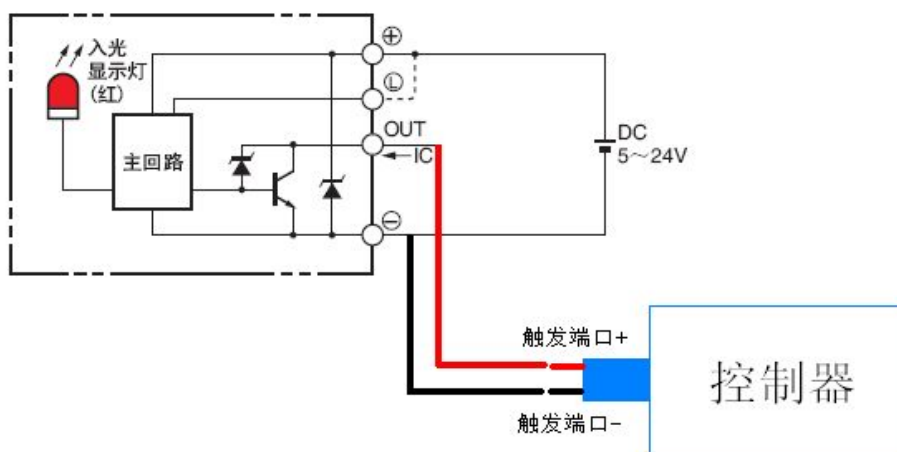 入光
显示灯
(红)
主回路
⊕
Ⓛ
OUT
IC
⊖
DC
5～24V
触发端口+
触发端口-
控制器